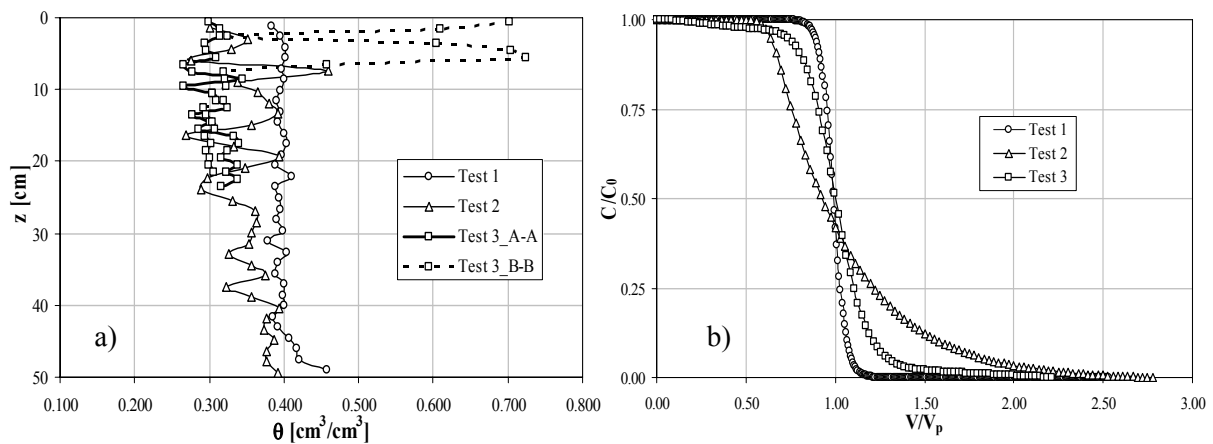 0
10
20
30
40
50
z [cm]
0.100 0.200 0.300 0.400 0.500 0.600 0.700 0.800
θ [cm³/cm³]
Test 1
Test 2
Test 3_A-A
Test 3_B-B
a)
1.00
0.75
0.50
0.25
0.00
C/C₀
0.00 0.50 1.00 1.50 2.00 2.50 3.00
V/Vₚ
Test 1
Test 2
Test 3
b)